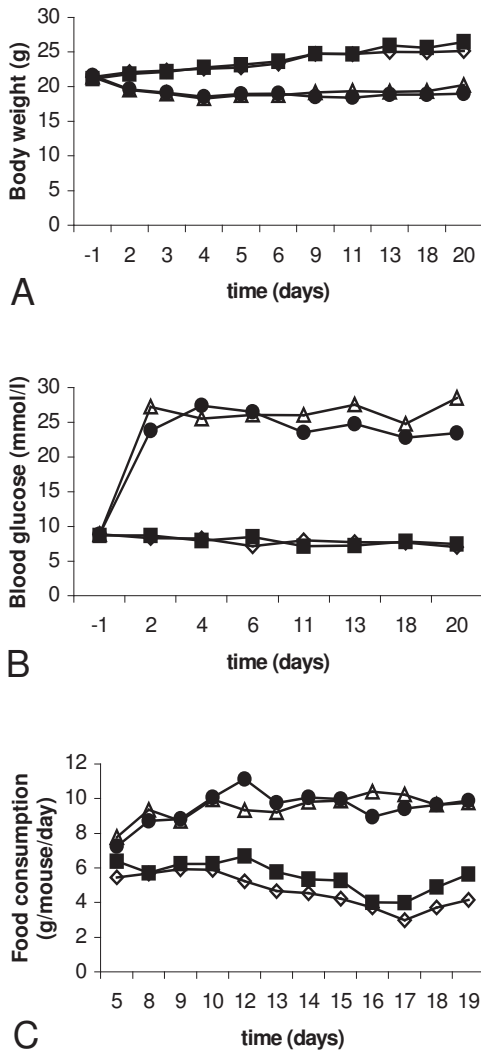 30
25
20
15
10
5
0
Body weight (g)
-1 2 3 4 5 6 9 11 13 18 20
time (days)
A
30
25
20
15
10
5
0
Blood glucose (mmol/l)
-1 2 4 6 11 13 18 20
time (days)
B
12
10
8
6
4
2
0
Food consumption
(g/mouse/day)
5 8 9 10 12 13 14 15 16 17 18 19
time (days)
C